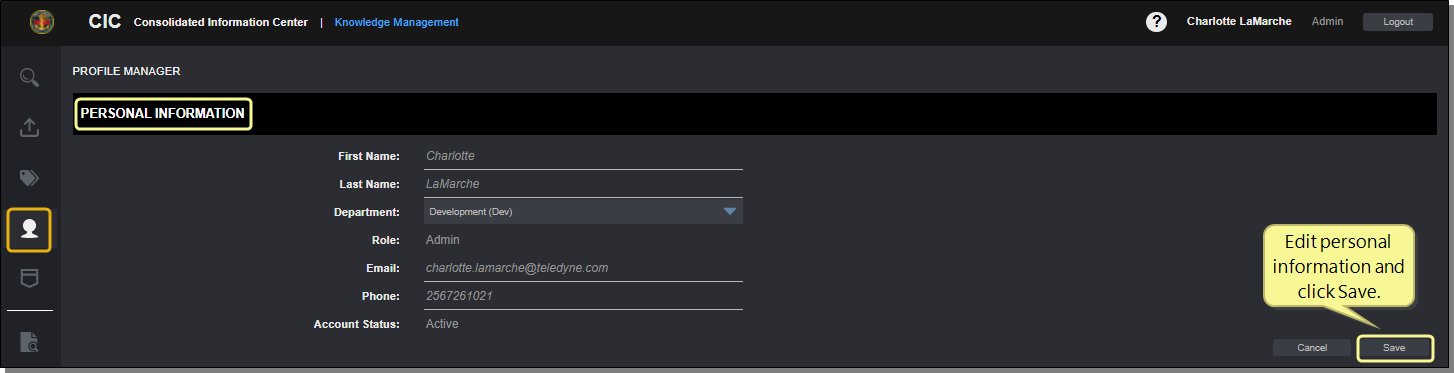 CIC Consolidated Information Center | Knowledge Management ? Charlotte LaMarche Admin Logout
PROFILE MANAGER
PERSONAL INFORMATION
First Name: Charlotte
Last Name: LaMarche
Department: Development (Dev)
Role: Admin
Email: charlotte.lamarche@teledyne.com
Phone: 2567261021
Account Status: Active
Edit personal
information and
click Save.
Cancel Save